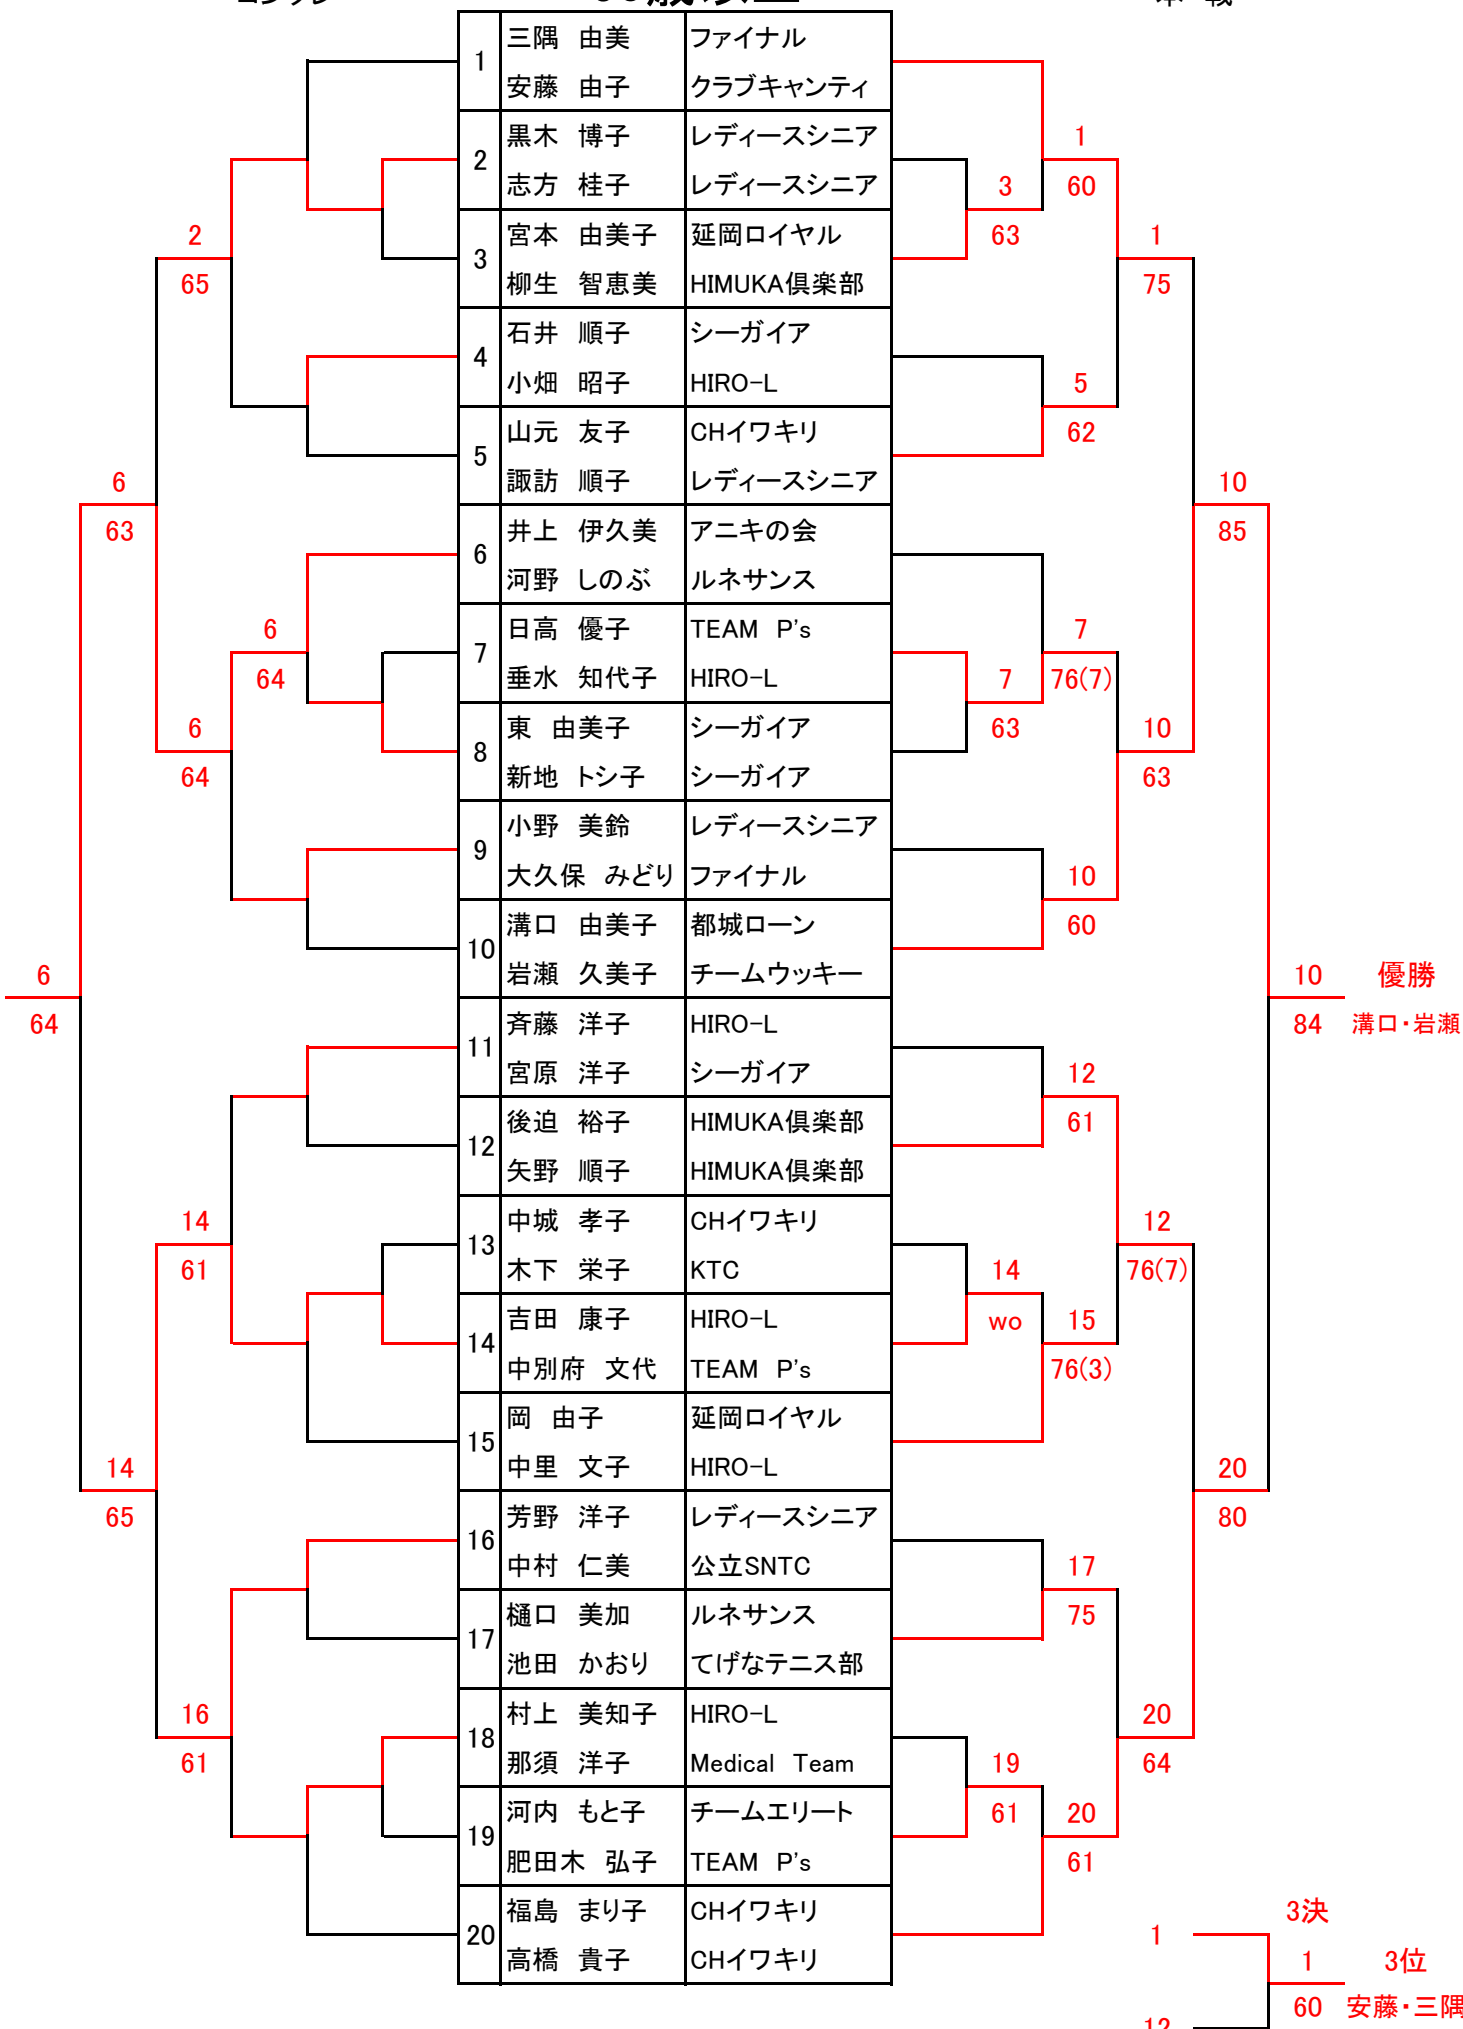 コンソレ
本 戦
1
三隅 由美 ファイナル
安藤 由子 クラブキャンティ
2
黒木 博子 レディースシニア
志方 桂子 レディースシニア
3
宮本 由美子 延岡ロイヤル
柳生 智恵美 HIMUKA倶楽部
4
石井 順子 シーガイア
小畑 昭子 HIRO-L
5
山元 友子 CHイワキリ
諏訪 順子 レディースシニア
6
井上 伊久美 アニキの会
河野 しのぶ ルネサンス
7
日高 優子 TEAM P's
垂水 知代子 HIRO-L
8
東 由美子 シーガイア
新地 トシ子 シーガイア
9
小野 美鈴 レディースシニア
大久保 みどり ファイナル
10
溝口 由美子 都城ローン
岩瀬 久美子 チームウッキー
11
斉藤 洋子 HIRO-L
宮原 洋子 シーガイア
12
後迫 裕子 HIMUKA倶楽部
矢野 順子 HIMUKA倶楽部
13
中城 孝子 CHイワキリ
木下 栄子 KTC
14
吉田 康子 HIRO-L
中別府 文代 TEAM P's
15
岡 由子 延岡ロイヤル
中里 文子 HIRO-L
16
芳野 洋子 レディースシニア
中村 仁美 公立SNTC
17
樋口 美加 ルネサンス
池田 かおり てげなテニス部
18
村上 美知子 HIRO-L
那須 洋子 Medical Team
19
河内 もと子 チームエリート
肥田木 弘子 TEAM P's
20
福島 まり子 CHイワキリ
高橋 貴子 CHイワキリ
2
65
6
63
6
64
6
64
6
64
14
61
14
65
16
61
3
63
1
60
1
75
5
62
10
85
7
63
7
76(7)
10
63
10
60
10 優勝
84 溝口・岩瀬
12
61
12
76(7)
14
wo
15
76(3)
20
80
17
75
20
64
19
61
20
61
3決
1
1 3位
60 安藤・三隅
12